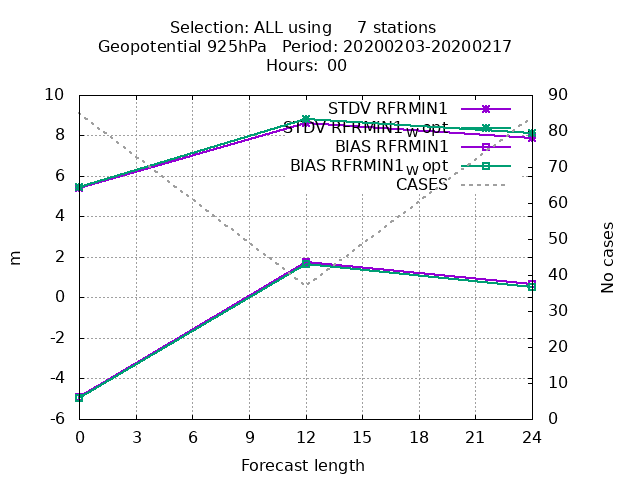 Selection: ALL using 7 stations
Geopotential 925hPa Period: 20200203-20200217
Hours: 00
10 90
STDV RFRMIN1
STDV RFRMIN1w opt
BIAS RFRMIN1
BIAS RFRMIN1w opt
CASES
8 80
6 70
4 60
2 50
0 40
-2 30
-4 20
-6 10
0
m
No cases
0 3 6 9 12 15 18 21 24
Forecast length